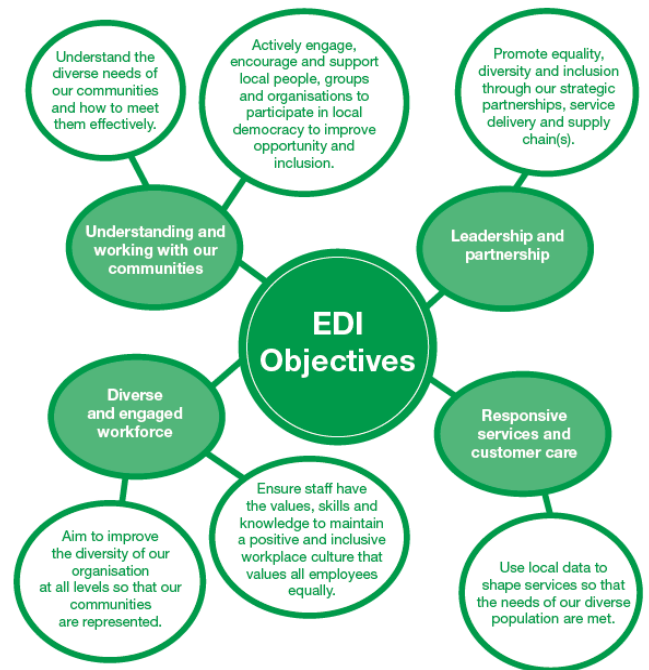 Understand the
diverse needs of
our communities
and how to meet
them effectively.
Actively engage,
encourage and support
local people, groups
and organisations to
participate in local
democracy to improve
opportunity and
inclusion.
Promote equality,
diversity and inclusion
through our strategic
partnerships, service
delivery and supply
chain(s).
Understanding and
working with our
communities
Leadership and
partnership
EDI
Objectives
Diverse
and engaged
workforce
Responsive
services and
customer care
Aim to improve
the diversity of our
organisation
at all levels so that our
communities
are represented.
Ensure staff have
the values, skills and
knowledge to maintain
a positive and inclusive
workplace culture that
values all employees
equally.
Use local data to
shape services so that
the needs of our diverse
population are met.